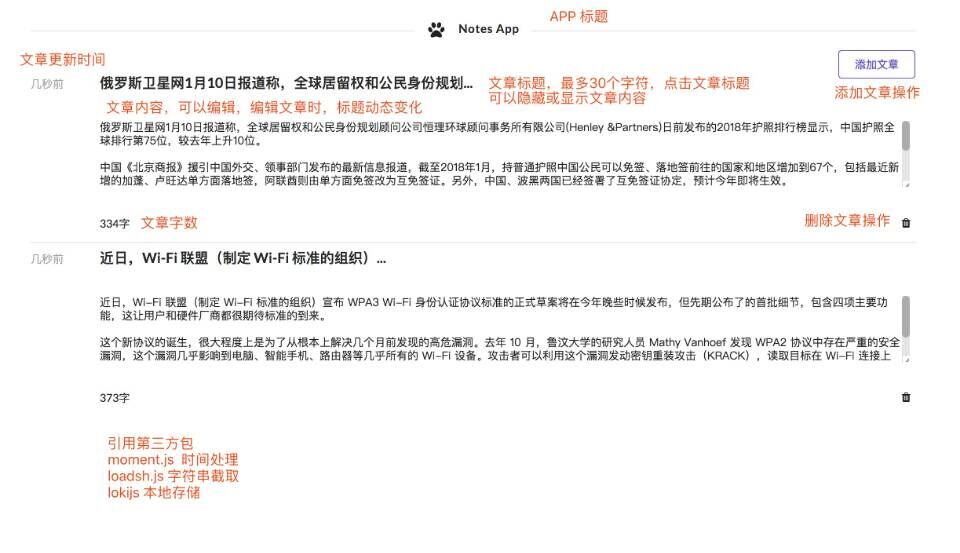 APP 标题
Notes App
文章更新时间
添加文章
几秒前
俄罗斯卫星网1月10日报道称，全球居留权和公民身份规划...
文章标题，最多30个字符，点击文章标题
可以隐藏或显示文章内容
添加文章操作
文章内容，可以编辑，编辑文章时，标题动态变化
俄罗斯卫星网1月10日报道称，全球居留权和公民身份规划顾问公司恒理环球顾问事务所有限公司(Henley &Partners)日前发布的2018年护照排行榜显示，中国护照全
球排行第75位，较去年上升10位。
中国《北京商报》援引中国外交、领事部门发布的最新信息报道，截至2018年1月，持普通护照中国公民可以免签、落地签前往的国家和地区增加到67个，包括最近新
增的加蓬、卢旺达单方面落地签，阿联酋则由单方面免签改为互免签证。另外，中国、波黑两国已经签署了互免签证协定，预计今年即将生效。
334字
文章字数
删除文章操作
几秒前
近日，Wi-Fi 联盟（制定 Wi-Fi 标准的组织）...
近日，Wi-Fi 联盟（制定 Wi-Fi 标准的组织）宣布 WPA3 Wi-Fi 身份认证协议标准的正式草案将在今年晚些时候发布，但先期公布了的首批细节，包含四项主要功
能，这让用户和硬件厂商都很期待标准的到来。
这个新协议的诞生，很大程度上是为了从根本上解决几个月前发现的高危漏洞。去年 10 月，鲁汶大学的研究人员 Mathy Vanhoef 发现 WPA2 协议中存在严重的安全
漏洞，这个漏洞几乎影响到电脑、智能手机、路由器等几乎所有的 Wi-Fi 设备。攻击者可以利用这个漏洞发动密钥重装攻击（KRACK），读取目标在 Wi-Fi 连接上
373字
引用第三方包
moment.js 时间处理
loadsh.js 字符串截取
lokijs 本地存储